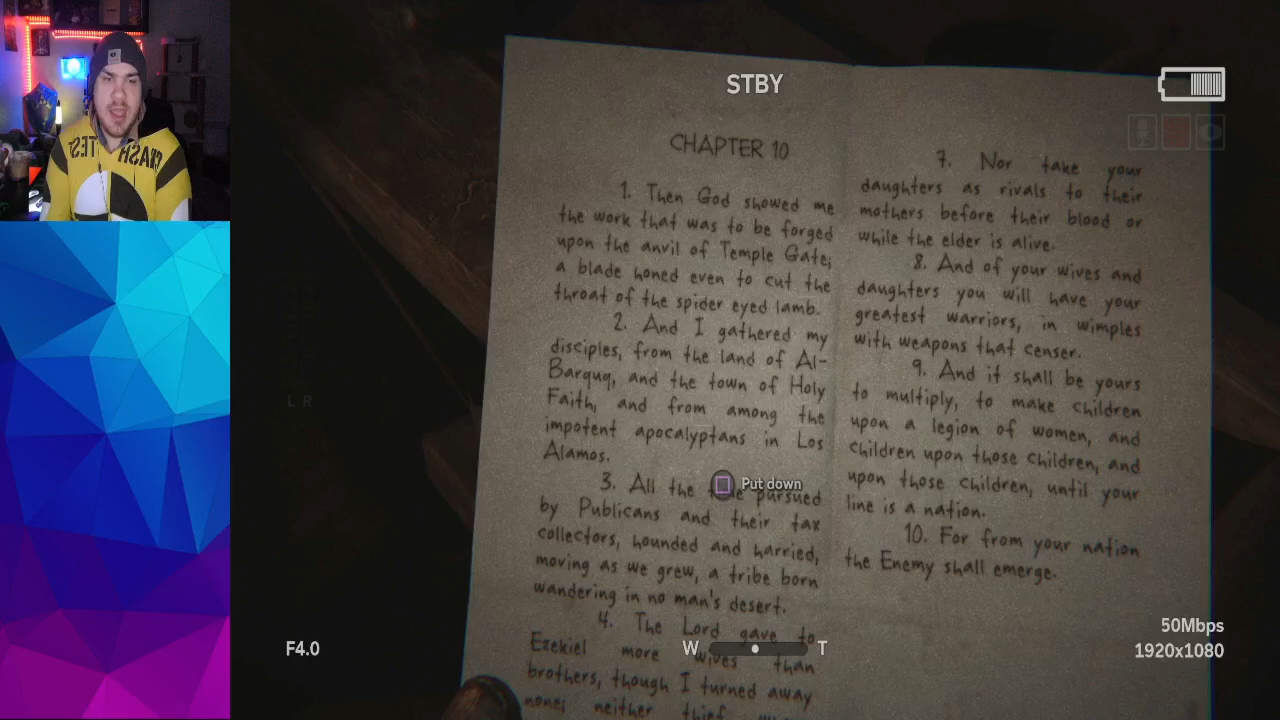 STBY
CHAPTER 10
1. Then God showed me
the work that was to be forged
upon the anvil of Temple Gate;
a blade honed even to cut the
throat of the spider eyed lamb.
2. And I gathered my
disciples, from the land of Al-
Barquq, and the town of Holy
Faith, and from among the
impotent apocalyptans in Los
Alamos.
3. All the pursued
by Publicans and their tax
collectors, hounded and harried,
moving as we grew, a tribe born
wandering in no man's desert.
4. The Lord gave to
Ezekiel more wives than
brothers, though I turned away
none; neither thief
7. Nor take your
daughters as rivals to their
mothers before their blood or
while the elder is alive.
8. And of your wives and
daughters you will have your
greatest warriors, in wimples
with weapons that censer.
9. And it shall be yours
to multiply, to make children
upon a legion of women, and
children upon those children, and
upon those children, until your
line is a nation.
10. For from your nation
the Enemy shall emerge.
Put down
L R
F4.0
W T
50Mbps
1920x1080
CRASH TEST